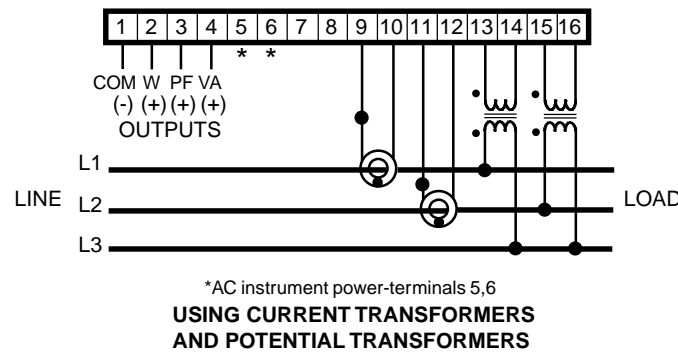 1 2 3 4 5 6 7 8 9 10 11 12 13 14 15 16
* *
COM W PF VA
(-) (+) (+) (+)
OUTPUTS
L1
LINE L2 LOAD
L3
*AC instrument power-terminals 5,6
USING CURRENT TRANSFORMERS
AND POTENTIAL TRANSFORMERS